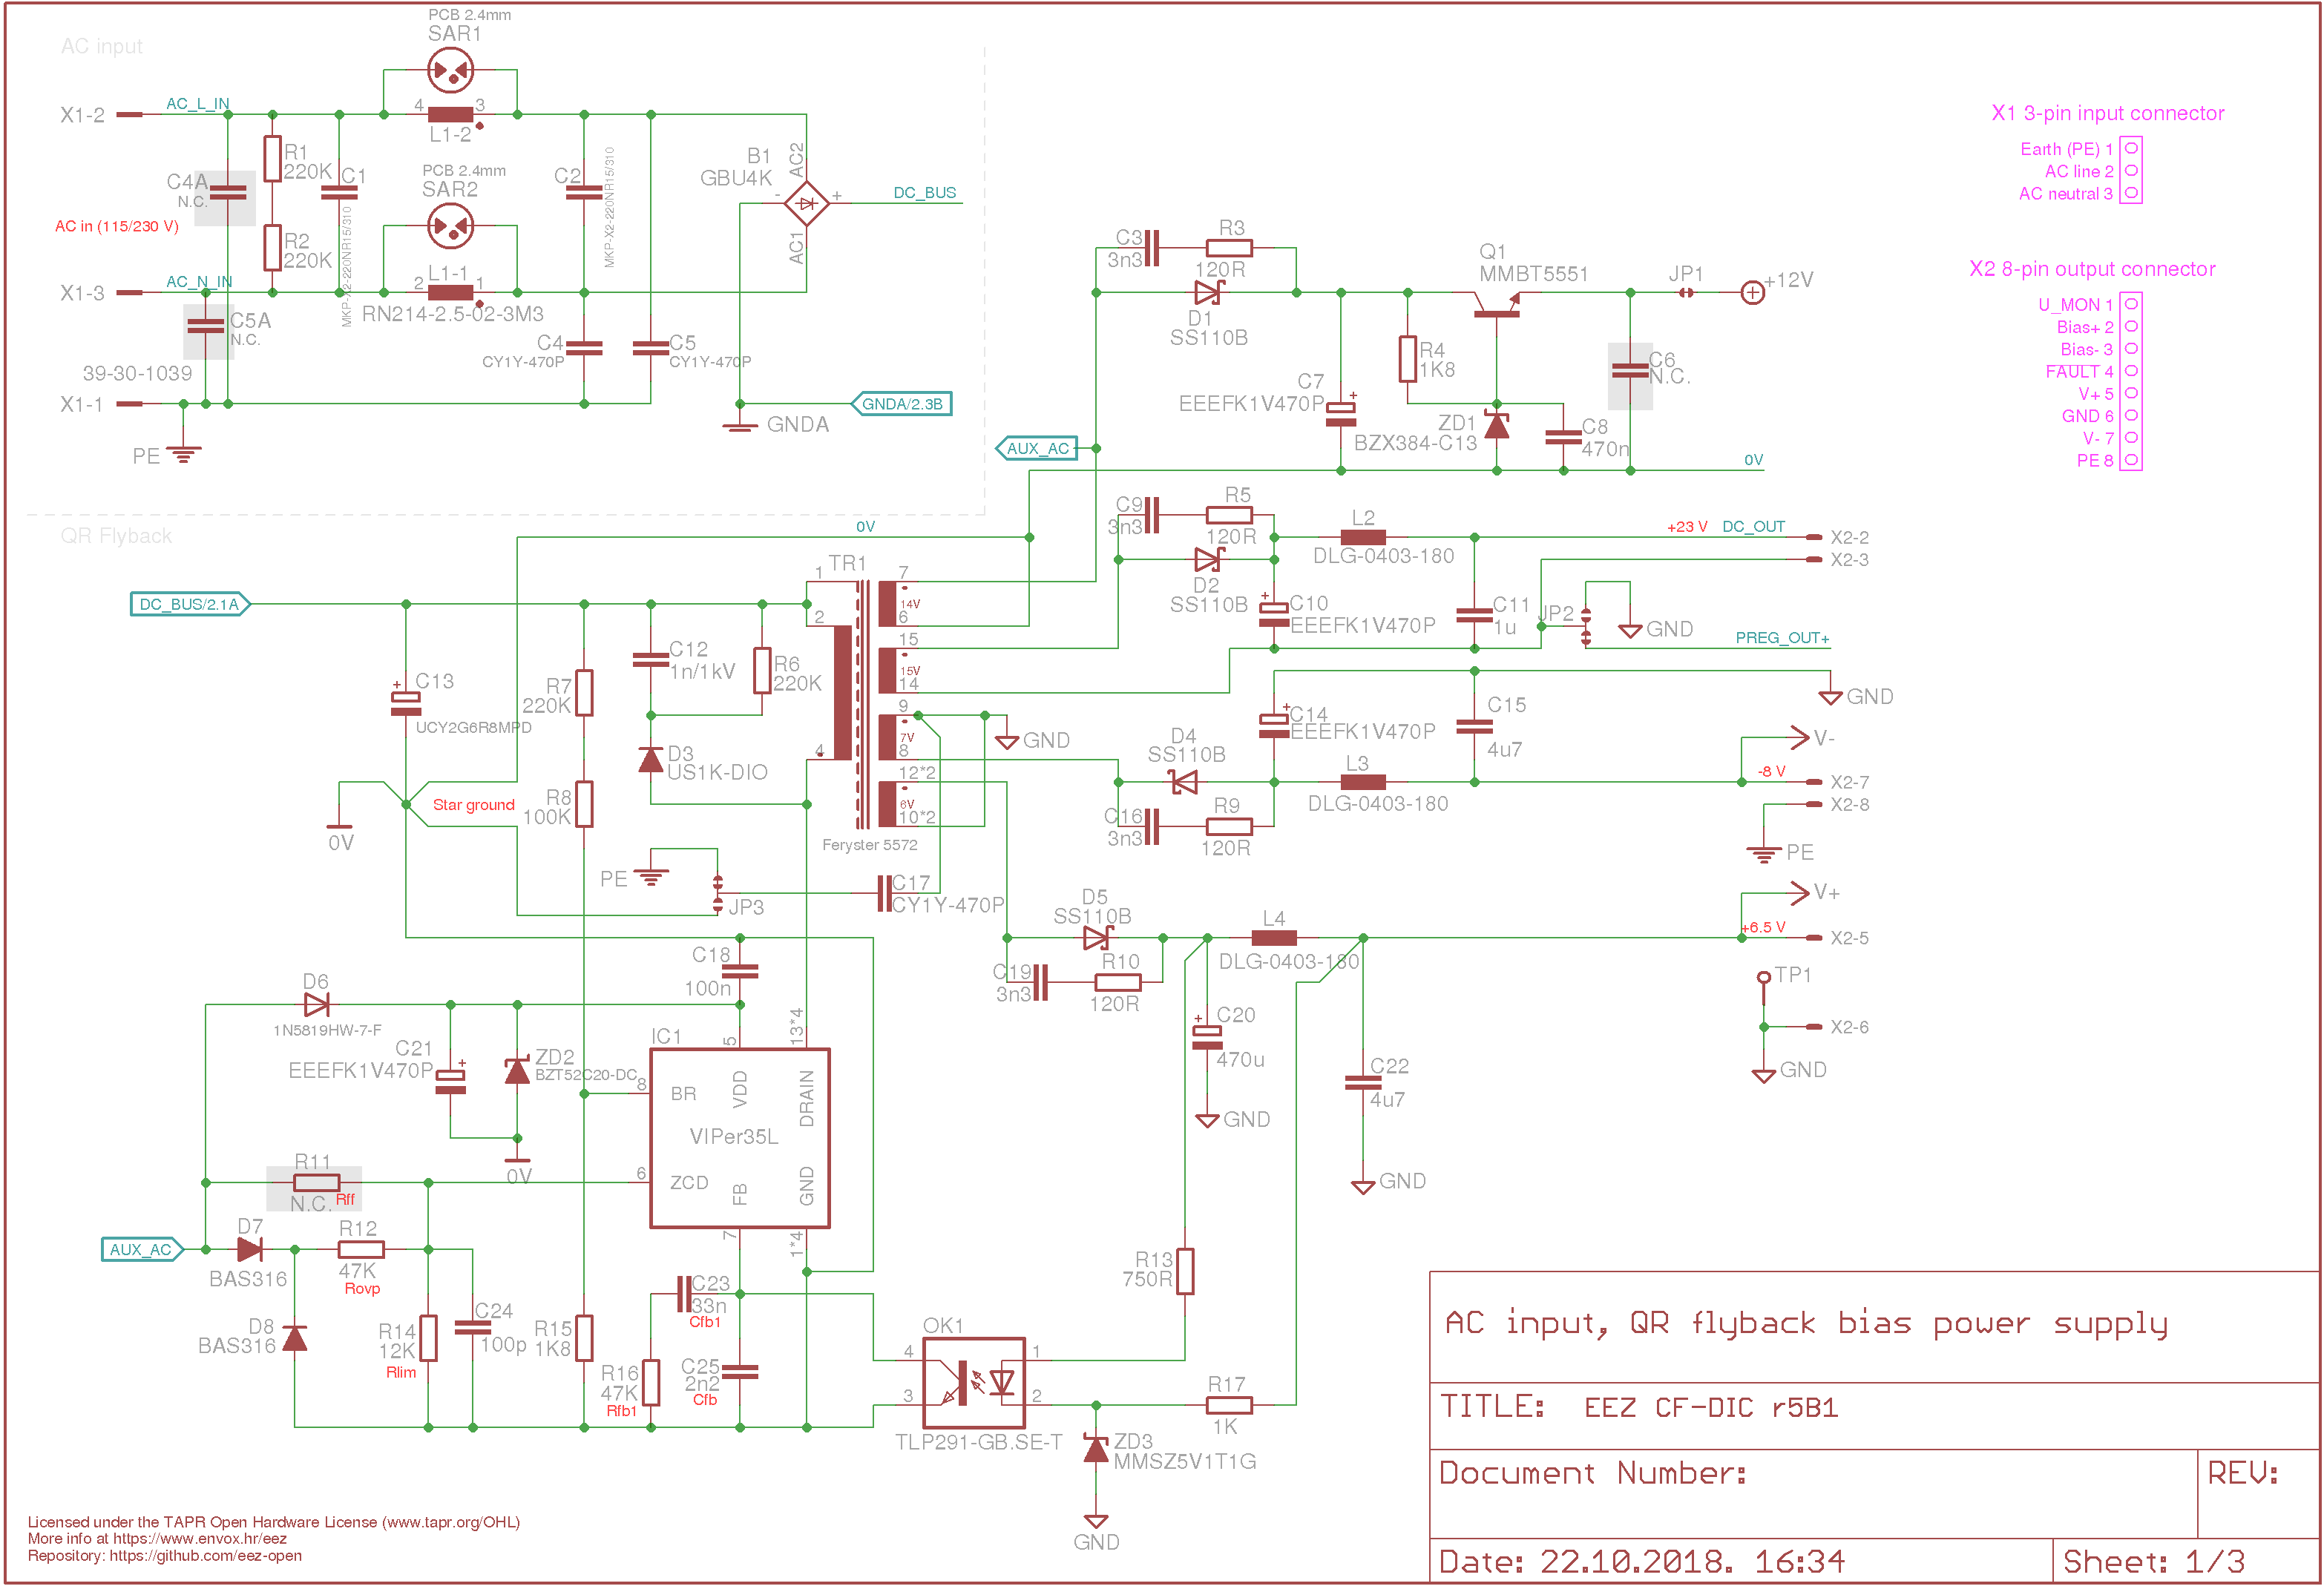 PCB 2.4mm
SAR1
AC input
X1-2
AC_L_IN
4
3
L1-2
R1
220K
C4A
N.C.
C1
MKP-X2-220NR15/310
PCB 2.4mm
SAR2
C2
MKP-X2-220NR15/310
B1
GBU4K
AC2
AC1
-
+
DC_BUS
AC in (115/230 V)
R2
220K
X1-3
AC_N_IN
2
L1-1
1
RN214-2.5-02-3M3
C5A
N.C.
C4
CY1Y-470P
C5
CY1Y-470P
39-30-1039
X1-1
PE
GNDA
GNDA/2.3B
X1 3-pin input connector
Earth (PE) 1
AC line 2
AC neutral 3
X2 8-pin output connector
U_MON 1
Bias+ 2
Bias- 3
FAULT 4
V+ 5
GND 6
V- 7
PE 8
C3
3n3
R3
120R
D1
SS110B
Q1
MMBT5551
JP1
+12V
R4
1K8
C6
N.C.
C7
+
EEEFK1V470P
ZD1
BZX384-C13
C8
470n
AUX_AC
0V
QR Flyback
0V
DC_BUS/2.1A
TR1
1
2
4
7
14V
6
15
15V
14
9
7V
8
12*2
6V
10*2
Feryster 5572
C9
3n3
R5
120R
D2
SS110B
L2
DLG-0403-180
+23 V
DC_OUT
X2-2
X2-3
+
C10
EEEFK1V470P
C11
1u
JP2
GND
PREG_OUT+
C12
1n/1kV
R6
220K
R7
220K
+
C13
UCY2G6R8MPD
D3
US1K-DIO
R8
100K
Star ground
0V
GND
+
C14
EEEFK1V470P
C15
4u7
GND
D4
SS110B
L3
DLG-0403-180
C16
3n3
R9
120R
V-
-8 V
X2-7
X2-8
PE
PE
JP3
C17
CY1Y-470P
D5
SS110B
C19
3n3
R10
120R
L4
DLG-0403-180
V+
+6.5 V
X2-5
TP1
X2-6
GND
+
C20
470u
GND
C22
4u7
GND
C18
100n
D6
1N5819HW-7-F
C21
+
EEEFK1V470P
ZD2
BZT52C20-DC
0V
IC1
VIPer35L
5
VDD
13*4
DRAIN
8
BR
6
ZCD
FB
7
GND
1*4
R11
N.C.
Rff
AUX_AC
D7
BAS316
R12
47K
Rovp
D8
BAS316
R14
12K
Rlim
C24
100p
R15
1K8
C23
33n
Cfb1
R16
47K
Rfb1
C25
2n2
Cfb
OK1
4
3
1
2
TLP291-GB.SE-T
R13
750R
R17
1K
ZD3
MMSZ5V1T1G
GND
AC input, QR flyback bias power supply
TITLE: EEZ CF-DIC r5B1
Document Number:
REV:
Date: 22.10.2018. 16:34
Sheet: 1/3
Licensed under the TAPR Open Hardware License (www.tapr.org/OHL)
More info at https://www.envox.hr/eez
Repository: https://github.com/eez-open